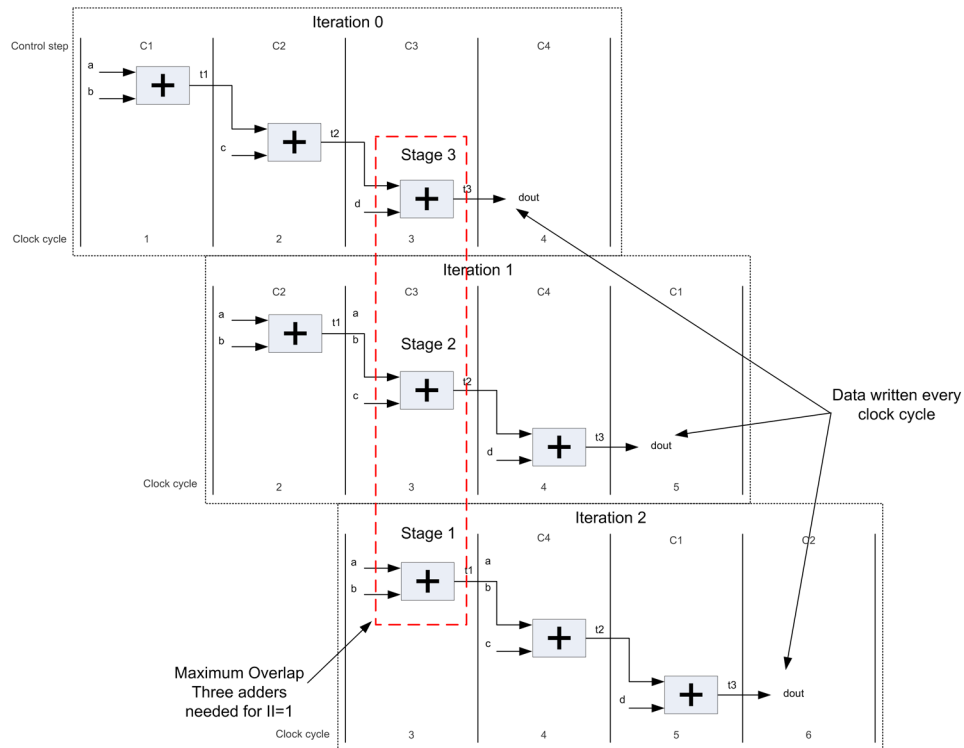 Iteration 0
Control step C1 C2 C3 C4
a
t1
b
t2
c
Stage 3
t3
d
dout
Clock cycle 1 2 3 4
Iteration 1
C2 C3 C4 C1
a
a
t1
b
b
Stage 2
t2
c
Data written every
clock cycle
t3
d
dout
Clock cycle 2 3 4 5
Iteration 2
Stage 1
C4 C1 C2
a
a
t1
b
b
t2
c
Maximum Overlap
Three adders
needed for II=1
t3
d
dout
Clock cycle 3 4 5 6